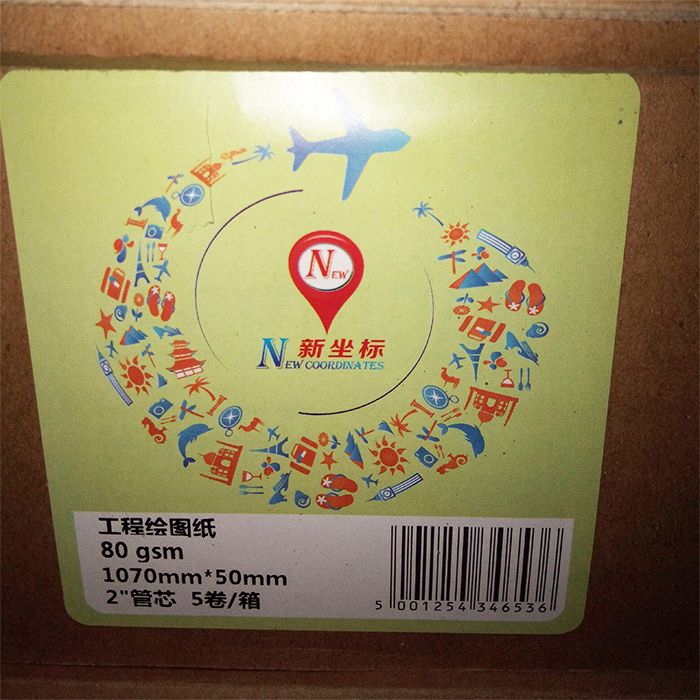 NEW
N 新坐标
NEW COORDINATES
工程绘图纸
80 gsm
1070mm*50mm
2"管芯 5卷/箱
5 001254 346536